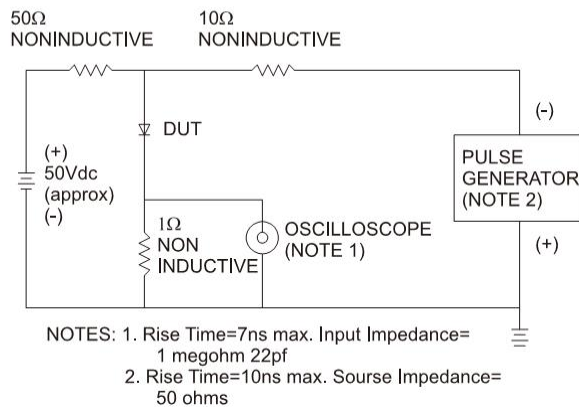 50Ω
NONINDUCTIVE
10Ω
NONINDUCTIVE
DUT
(+)
50Vdc
(approx)
(-)
1Ω
NON
INDUCTIVE
OSCILLOSCOPE
(NOTE 1)
(-)
PULSE
GENERATOR
(NOTE 2)
(+)
NOTES: 1. Rise Time=7ns max. Input Impedance=
1 megohm 22pf
2. Rise Time=10ns max. Sourse Impedance=
50 ohms